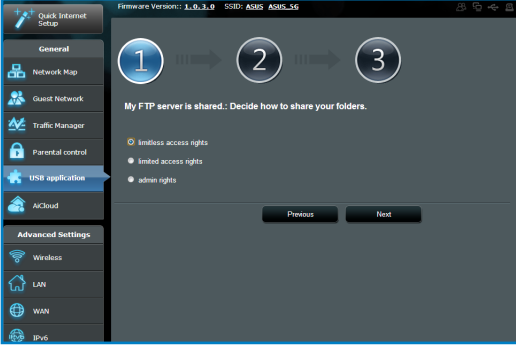 Quick Internet
Setup
Firmware Version:: 1.0.3.0 SSID: ASUS ASUS_5G
General
Network Map
Guest Network
Traffic Manager
Parental control
USB application
AiCloud
Advanced Settings
Wireless
LAN
WAN
IPv6
IPv6
1 2 3
My FTP server is shared.: Decide how to share your folders.
limitless access rights
limited access rights
admin rights
Previous Next